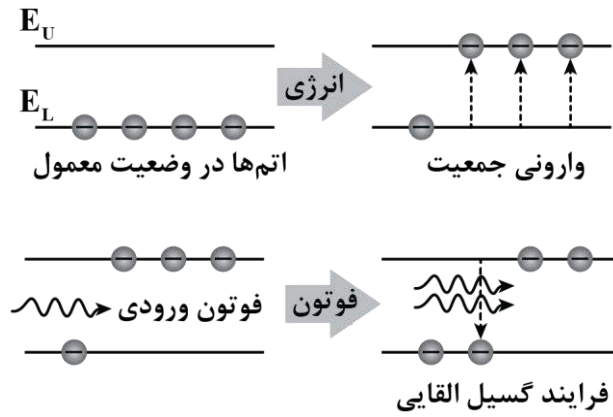 E_U
انرژی
E_L
اتم‌ها در وضعیت معمول
وارونی جمعیت
فوتون ورودی
فوتون
فرایند گسیل القایی